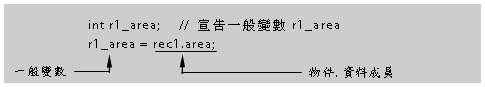 int r1_area;    // 宣告一般變數 r1_area
r1_area = rec1.area;
一般變數
物件.資料成員